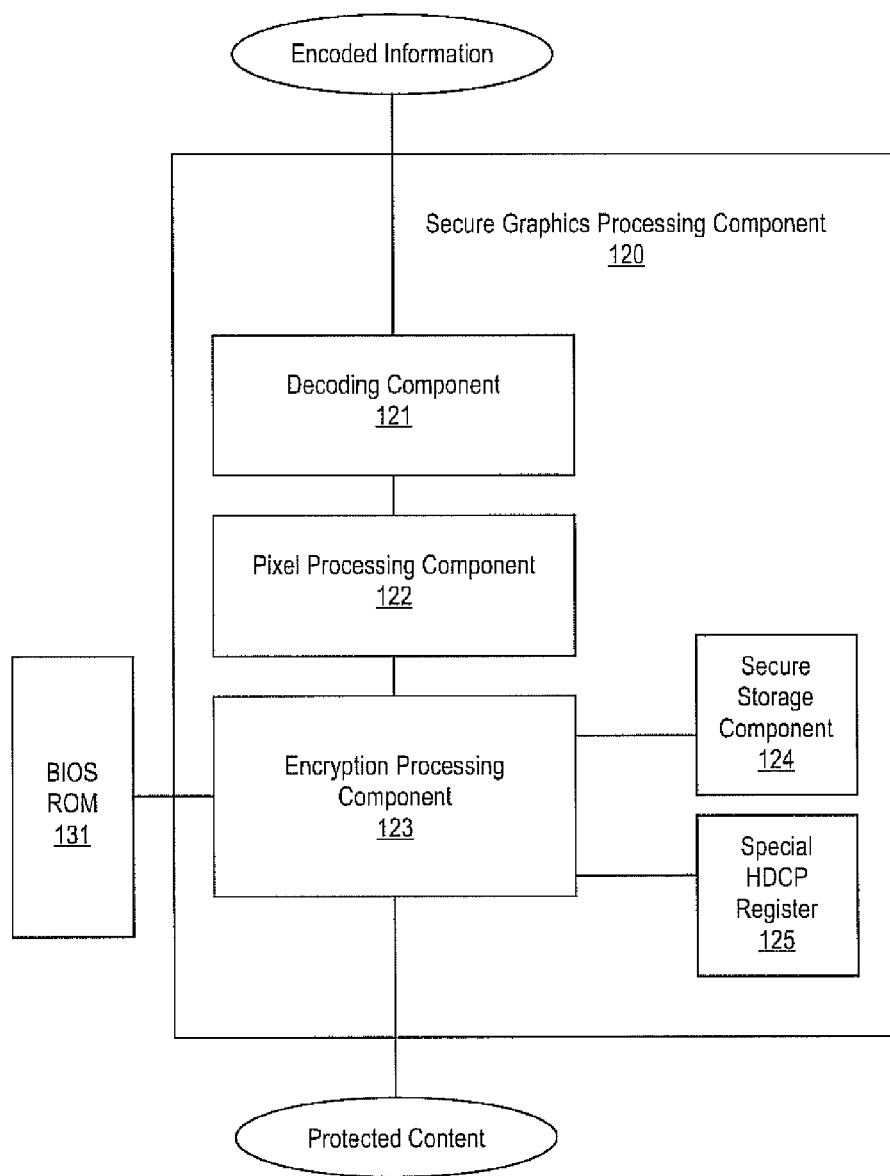 Encoded Information
Secure Graphics Processing Component
120
Decoding Component
121
Pixel Processing Component
122
Secure
Storage
Component
124
BIOS
ROM
131
Encryption Processing
Component
123
Special
HDCP
Register
125
Protected Content